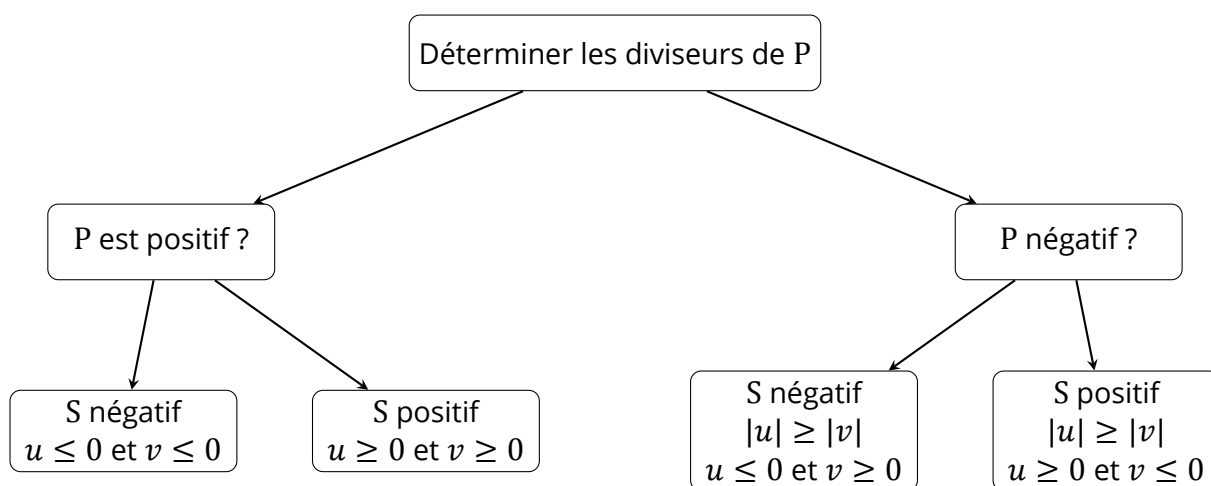 Déterminer les diviseurs de P
P est positif ?
P négatif ?
S négatif
u ≤ 0 et v ≤ 0
S positif
u ≥ 0 et v ≥ 0
S négatif
|u| ≥ |v|
u ≤ 0 et v ≥ 0
S positif
|u| ≥ |v|
u ≥ 0 et v ≤ 0